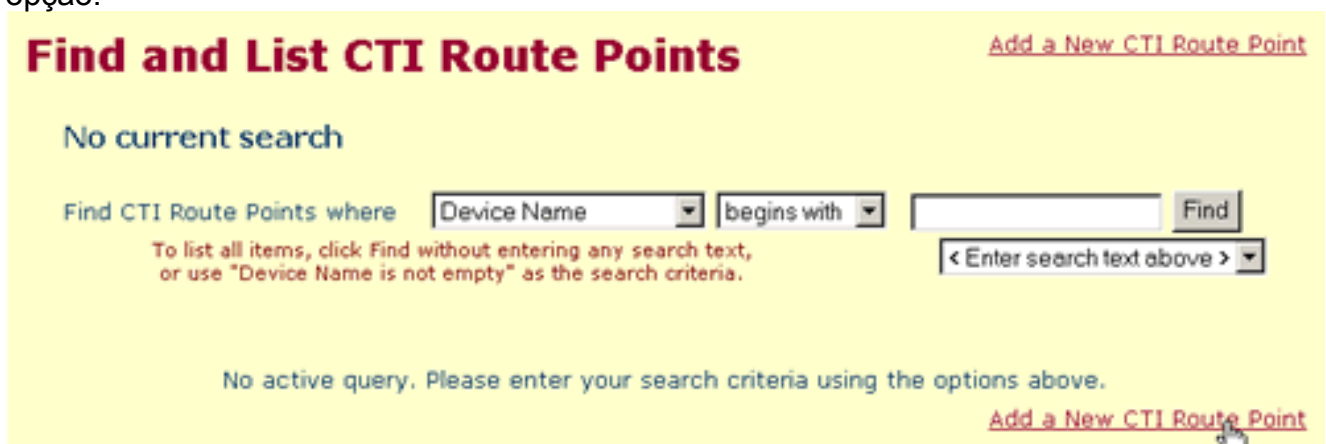 opção.
Find and List CTI Route Points
Add a New CTI Route Point
No current search
Find CTI Route Points where Device Name begins with Find
To list all items, click Find without entering any search text,
or use "Device Name is not empty" as the search criteria.
< Enter search text above >
No active query. Please enter your search criteria using the options above.
Add a New CTI Route Point